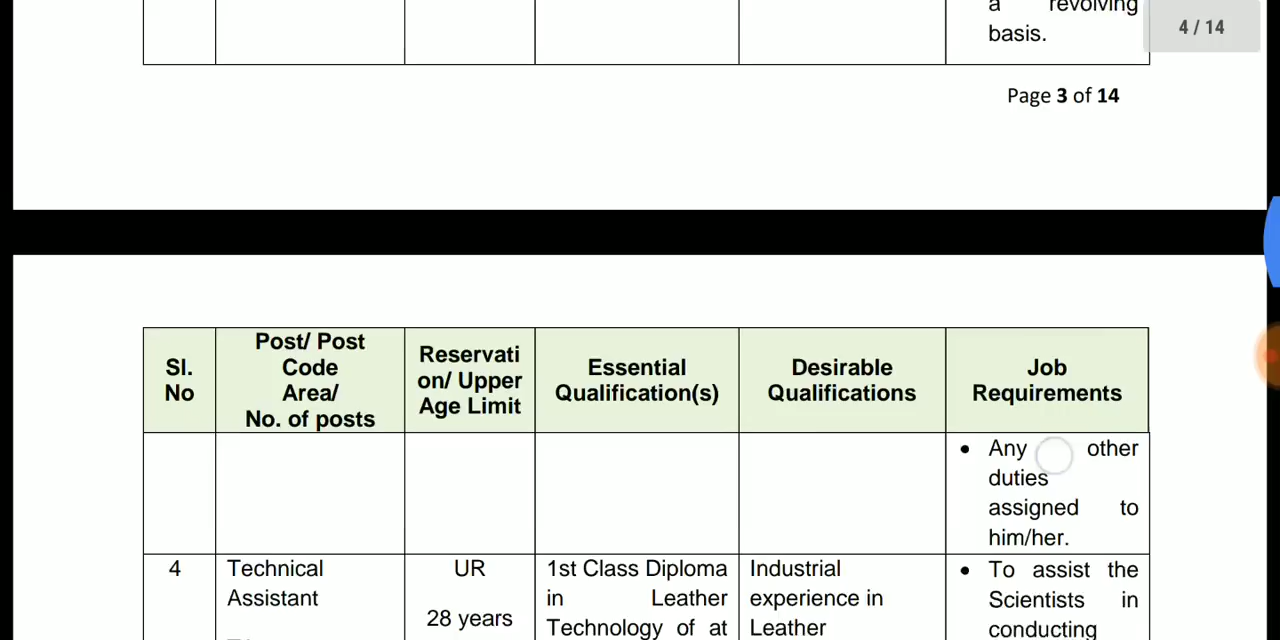 a revolving
basis.
4 / 14
Page 3 of 14
Sl.
No
Post/ Post
Code
Area/
No. of posts
Reservati
on/ Upper
Age Limit
Essential
Qualification(s)
Desirable
Qualifications
Job
Requirements
• Any other
duties
assigned to
him/her.
4
Technical
Assistant
UR
28 years
1st Class Diploma
in Leather
Technology of at
Industrial
experience in
Leather
• To assist the
Scientists in
conducting